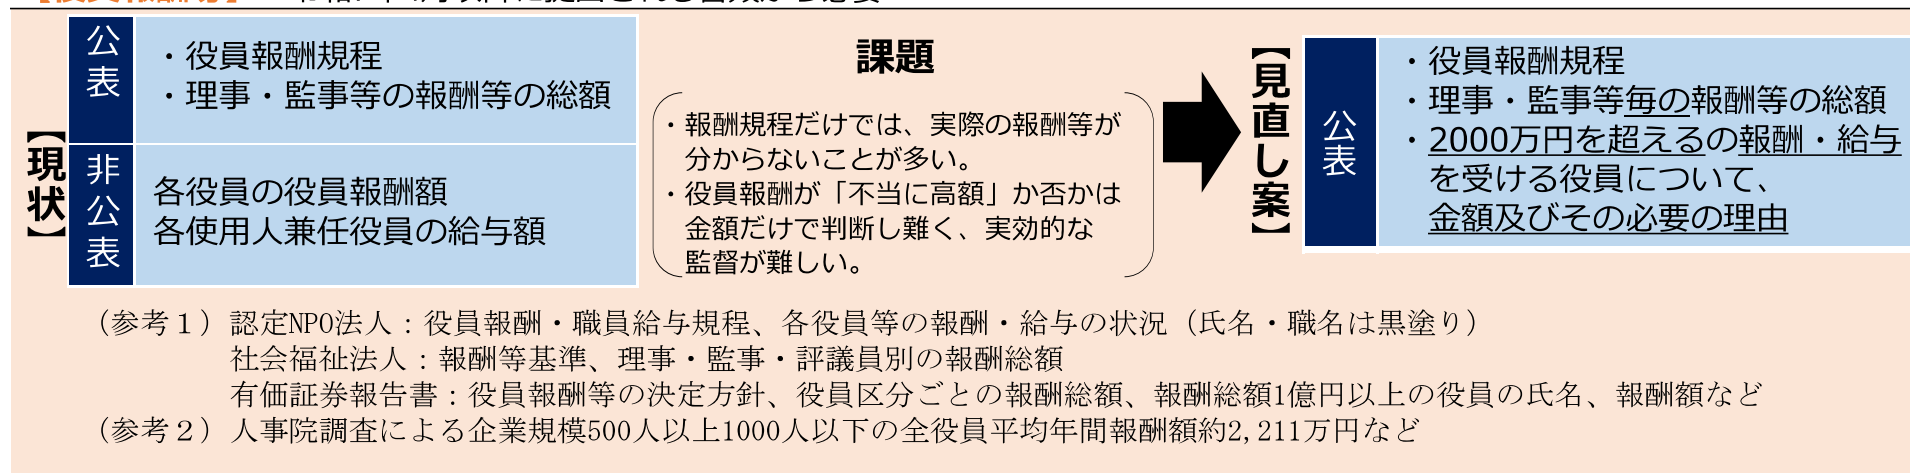 【現状】
公表
・役員報酬規程
・理事・監事等の報酬等の総額
非公表
各役員の役員報酬額
各使用人兼任役員の給与額
課題
・報酬規程だけでは、実際の報酬等が
分からないことが多い。
・役員報酬が「不当に高額」か否かは
金額だけで判断し難く、実効的な
監督が難しい。
【見直し案】
公表
・役員報酬規程
・理事・監事等毎の報酬等の総額
・2000万円を超えるの報酬・給与
を受ける役員について、
金額及びその必要の理由
（参考１）認定NPO法人：役員報酬・職員給与規程、各役員等の報酬・給与の状況（氏名・職名は黒塗り）
社会福祉法人：報酬等基準、理事・監事・評議員別の報酬総額
有価証券報告書：役員報酬等の決定方針、役員区分ごとの報酬総額、報酬総額1億円以上の役員の氏名、報酬額など
（参考２）人事院調査による企業規模500人以上1000人以下の全役員平均年間報酬額約2,211万円など